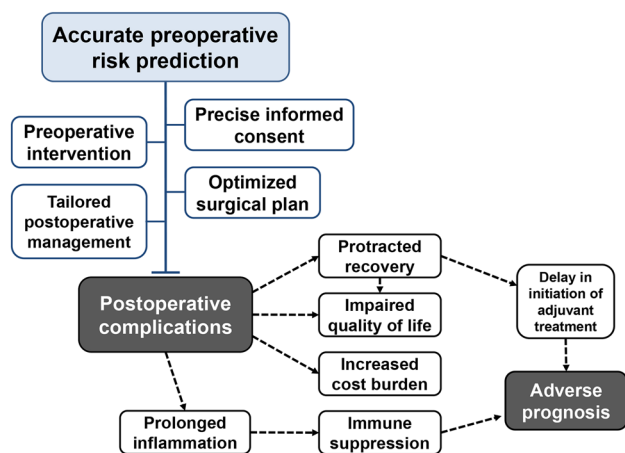 Accurate preoperative
risk prediction
Precise informed
consent
Preoperative
intervention
Optimized
surgical plan
Tailored
postoperative
management
Protracted
recovery
Delay in
initiation of
adjuvant
treatment
Postoperative
complications
Impaired
quality of life
Increased
cost burden
Adverse
prognosis
Prolonged
inflammation
Immune
suppression